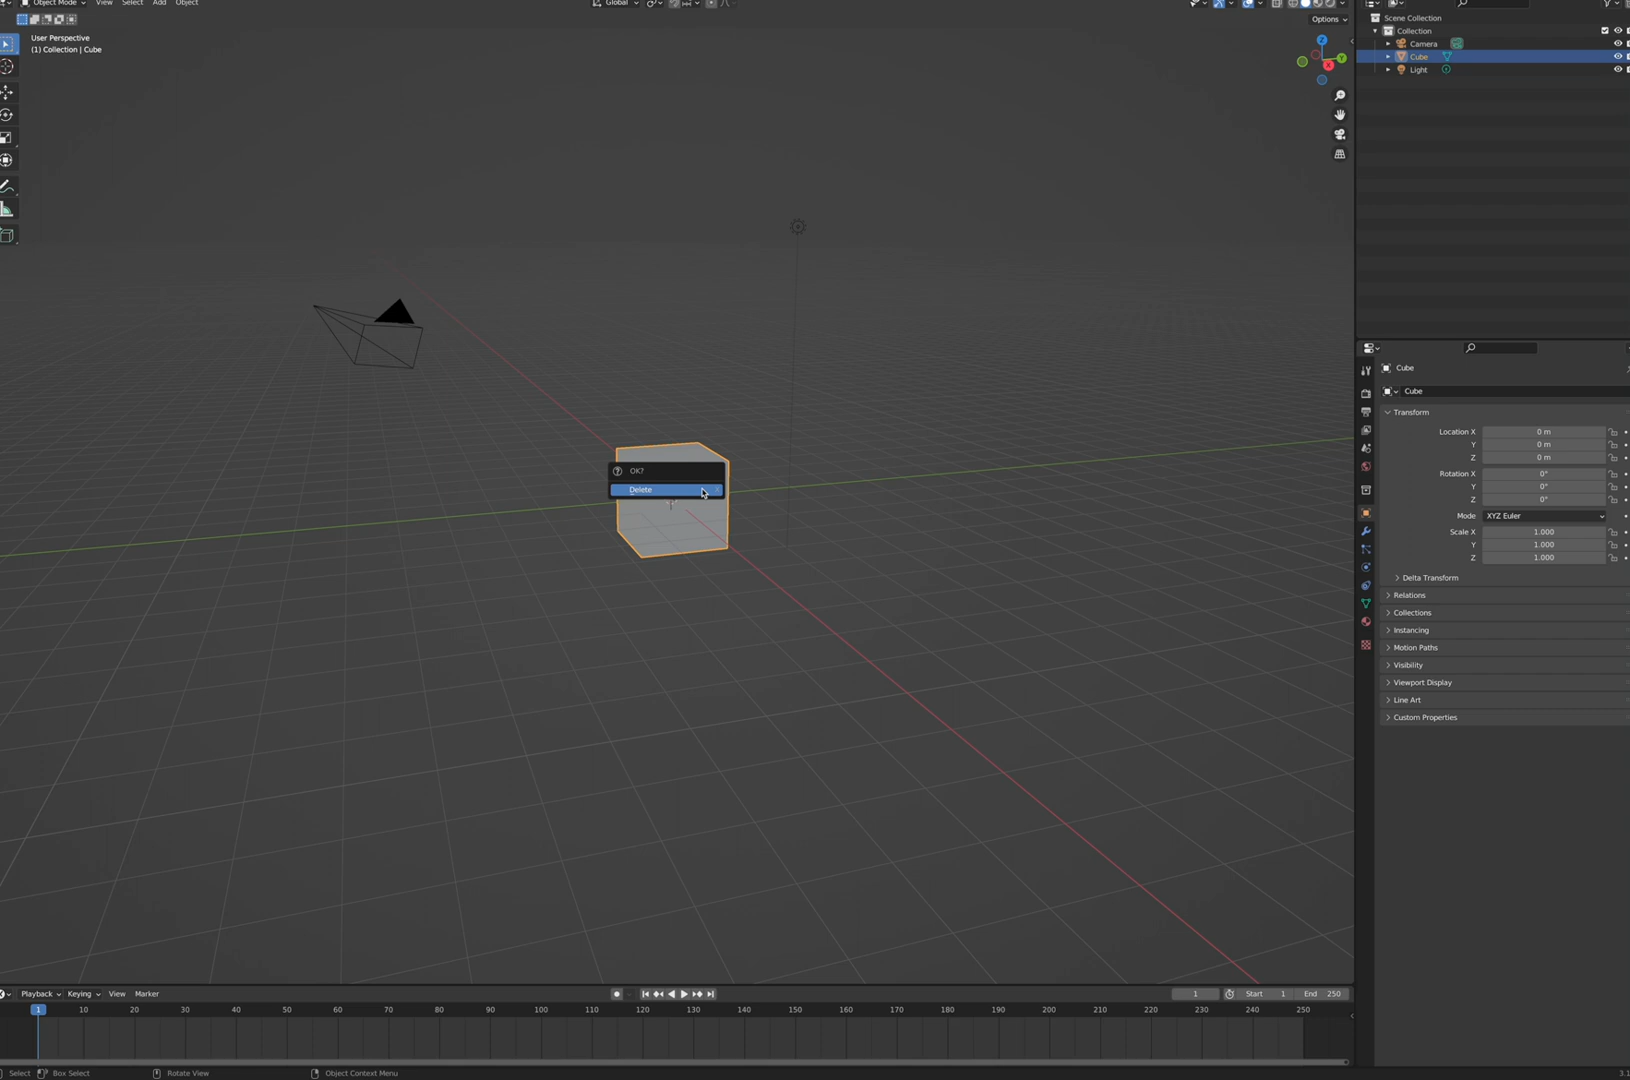 Object Mode View Select Add Object Global
Options
User Perspective
(1) Collection | Cube
Z
Y
X
OK?
Delete
Scene Collection
Collection
Camera
Cube
Light
Cube
Cube
Transform
Location X 0 m
Y 0 m
Z 0 m
Rotation X 0°
Y 0°
Z 0°
Mode XYZ Euler
Scale X 1.000
Y 1.000
Z 1.000
Delta Transform
Relations
Collections
Instancing
Motion Paths
Visibility
Viewport Display
Line Art
Custom Properties
Playback Keying View Marker 1 Start 1 End 250
1 10 20 30 40 50 60 70 80 90 100 110 120 130 140 150 160 170 180 190 200 210 220 230 240 250
Select Box Select Rotate View Object Context Menu